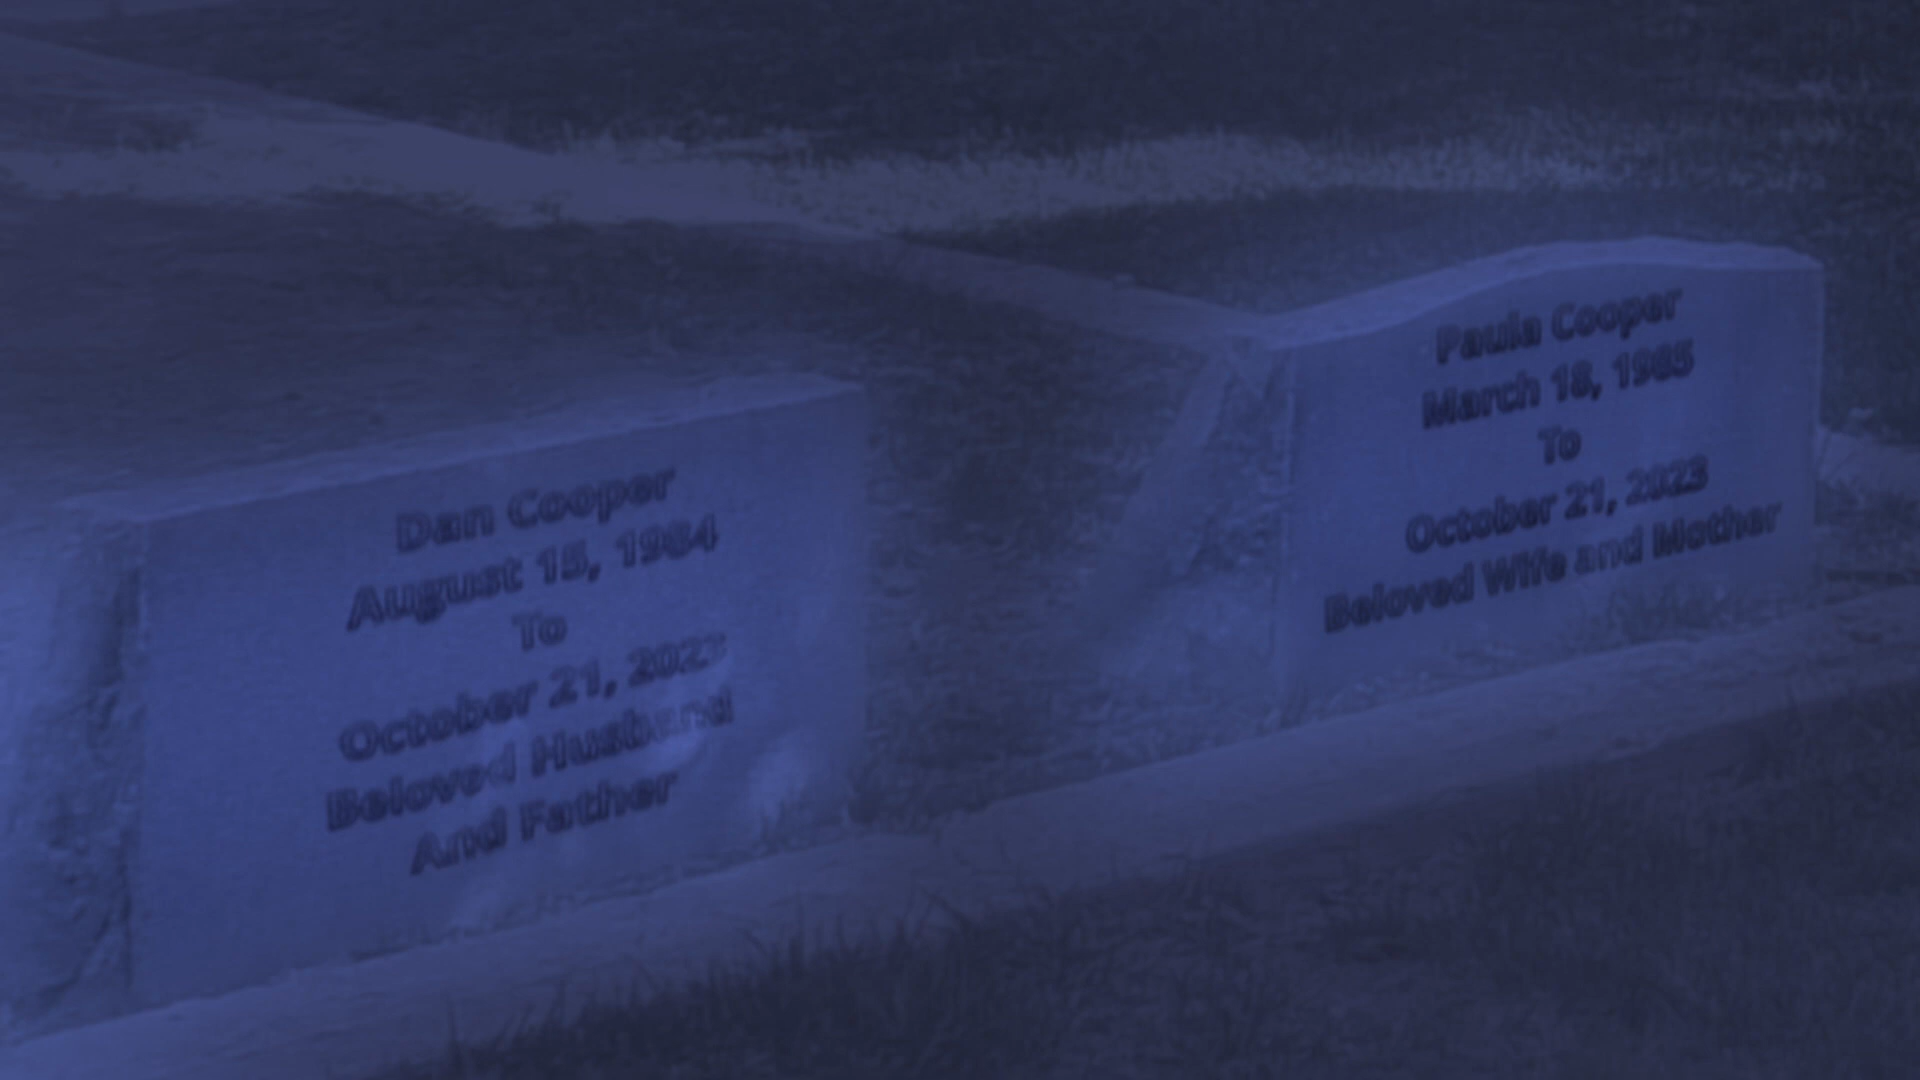 Dan Cooper
August 15, 1984
To
October 21, 2023
Beloved Husband
And Father
Paula Cooper
March 18, 1985
To
October 21, 2023
Beloved Wife and Mother